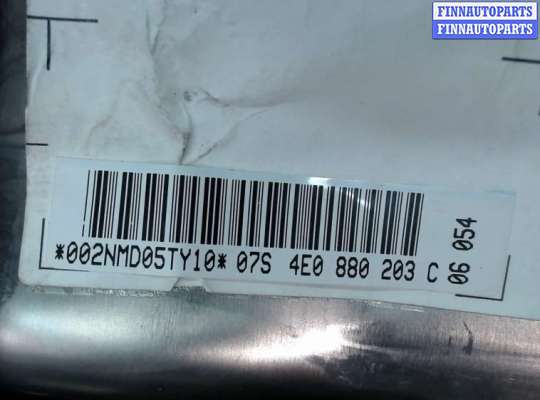 FINNAUTOPARTS
FINNAUTOPARTS
*002NMD05TY10* 07S 4E0 880 203 C
06 054